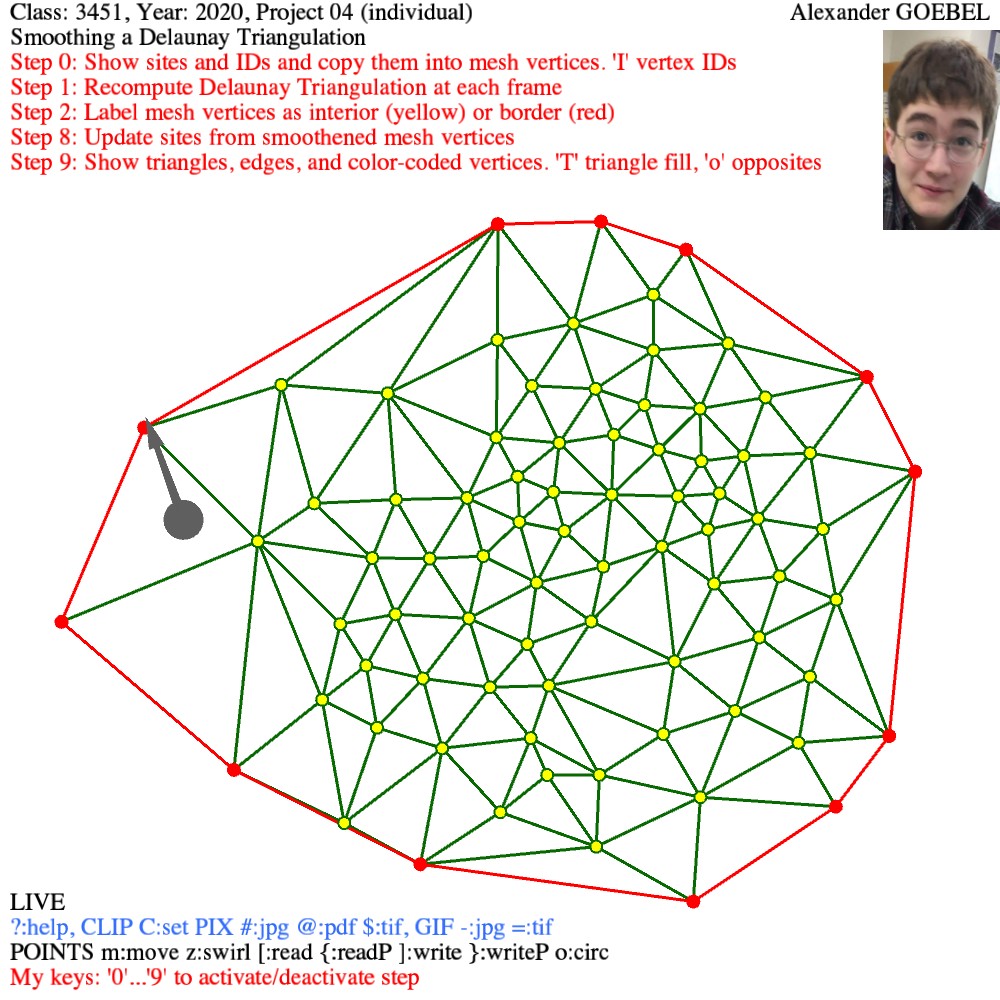 Class: 3451, Year: 2020, Project 04 (individual) Alexander GOEBEL
Smoothing a Delaunay Triangulation
Step 0: Show sites and IDs and copy them into mesh vertices. 'I' vertex IDs
Step 1: Recompute Delaunay Triangulation at each frame
Step 2: Label mesh vertices as interior (yellow) or border (red)
Step 8: Update sites from smoothened mesh vertices
Step 9: Show triangles, edges, and color-coded vertices. 'T' triangle fill, 'o' opposites
LIVE
?:help, CLIP C:set PIX #:jpg @:pdf $:tif, GIF -:jpg =:tif
POINTS m:move z:swirl [:read {:readP ]:write }:writeP o:circ
My keys: '0'...'9' to activate/deactivate step